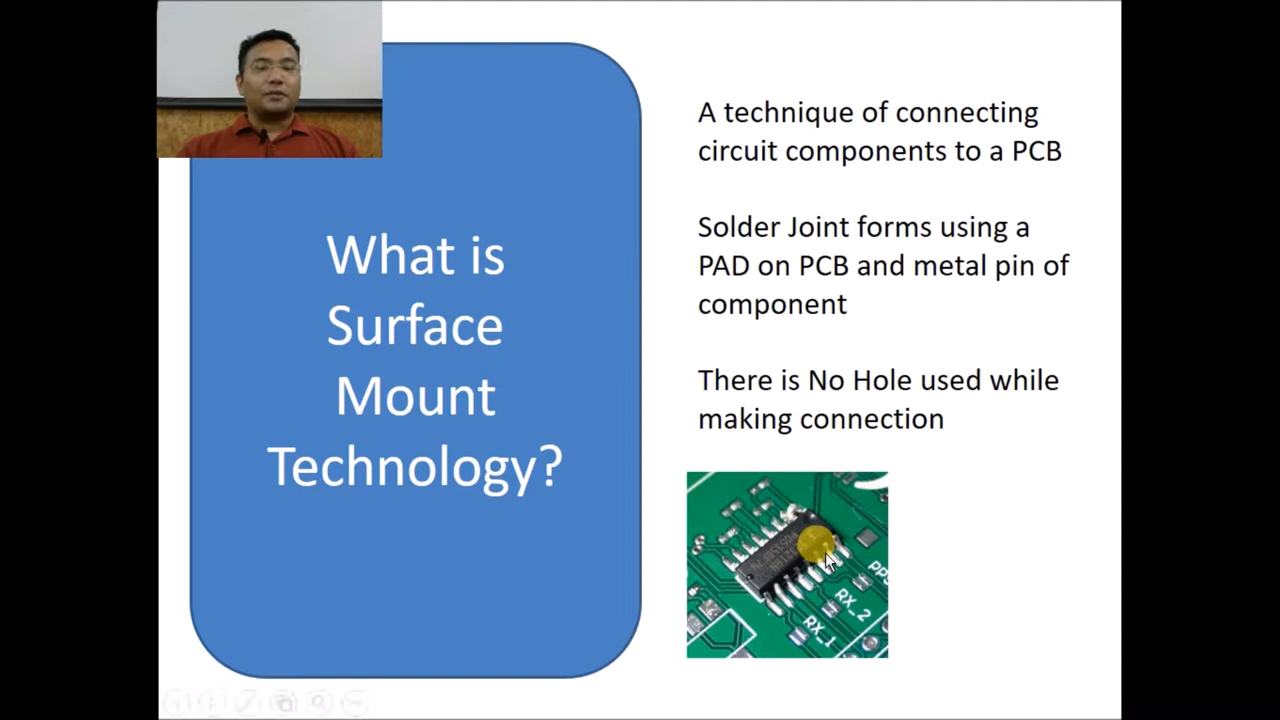 What is
Surface
Mount
Technology?
A technique of connecting
circuit components to a PCB
Solder Joint forms using a
PAD on PCB and metal pin of
component
There is No Hole used while
making connection
RX_2
RX_1